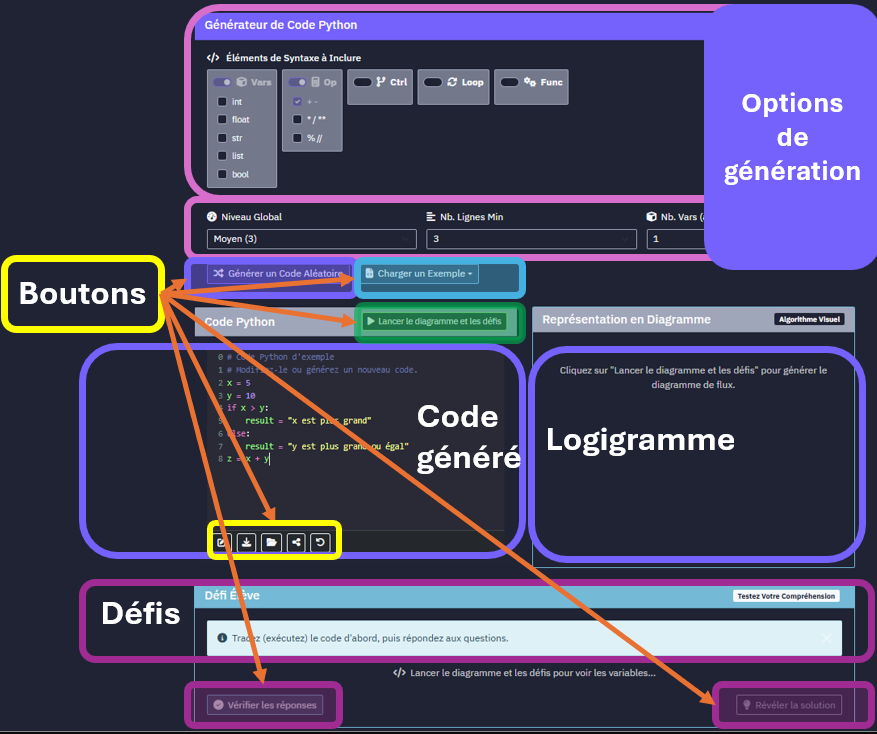 Générateur de Code Python
</> Éléments de Syntaxe à Inclure
Vars
Op
Ctrl
Loop
Func
int
float
str
list
bool
+ -
* / **
% //
Options
de
génération
Niveau Global
Nb. Lignes Min
Nb. Vars (
Moyen (3)
3
1
Boutons
Générer un Code Aléatoire
Charger un Exemple
Code Python
Lancer le diagramme et les défis
Représentation en Diagramme
Algorithme Visuel
0 # Code Python d'exemple
1 # Modifiez-le ou générez un nouveau code.
2 x = 5
3 y = 10
4 if x > y:
5 result = "x est plus grand"
6 else:
7 result = "y est plus grand ou égal"
8 z = x + y
Code
généré
Cliquez sur "Lancer le diagramme et les défis" pour générer le
diagramme de flux.
Logigramme
Défis
Défi Élève
Testez Votre Compréhension
Tracez (exécutez) le code d'abord, puis répondez aux questions.
</> Lancer le diagramme et les défis pour voir les variables...
Vérifier les réponses
Révéler la solution